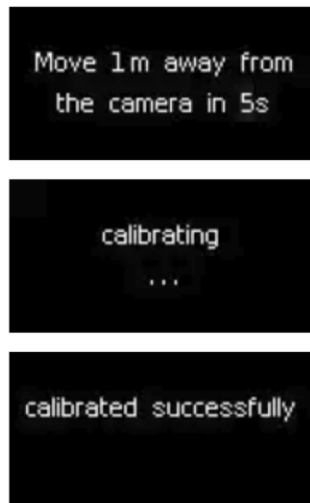 Move 1m away from
the camera in 5s
calibrating
...
calibrated successfully